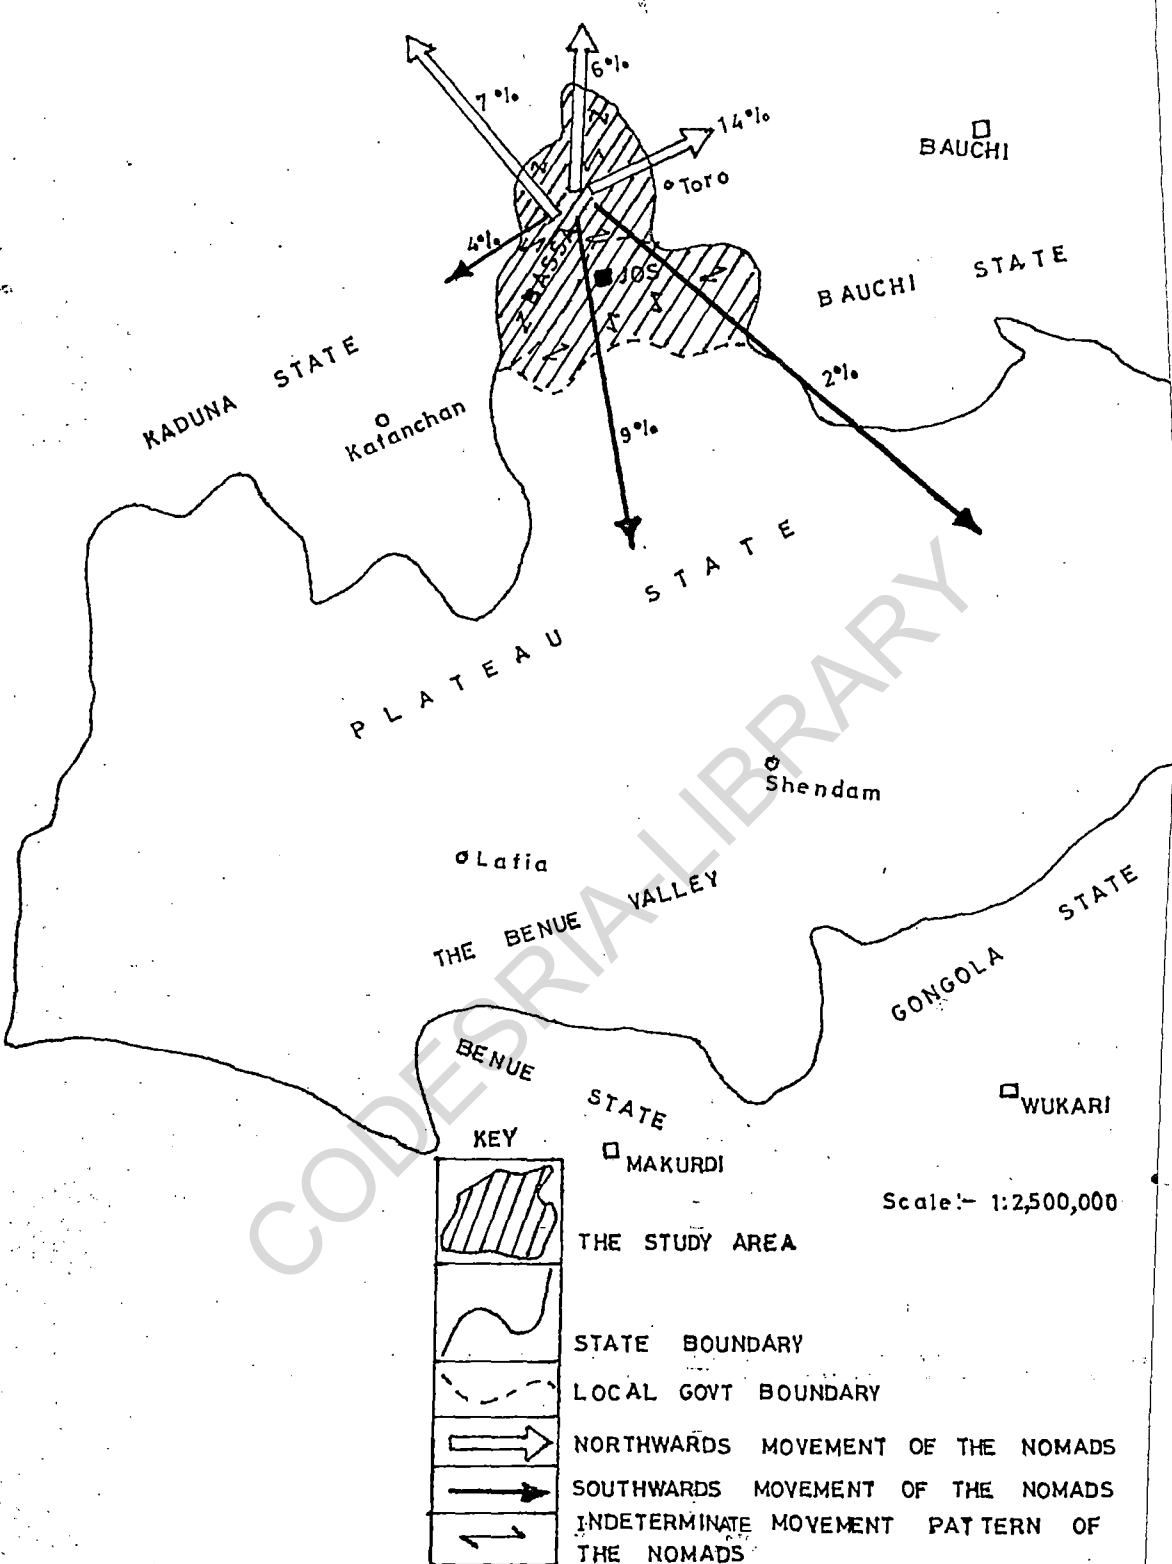 6%
7%
14%
BAUCHI
Toro
4%
BASSA
JOS
BAUCHI STATE
KADUNA STATE
2%
Katanchan
9%
PLATEAU STATE
Shendam
Lafia
THE BENUE VALLEY
GONGOLA STATE
BENUE STATE
WUKARI
KEY
MAKURDI
Scale:- 1:2,500,000
THE STUDY AREA
STATE BOUNDARY
LOCAL GOVT BOUNDARY
NORTHWARDS MOVEMENT OF THE NOMADS
SOUTHWARDS MOVEMENT OF THE NOMADS
INDETERMINATE MOVEMENT PATTERN OF
THE NOMADS
CODESRIA-LIBRARY